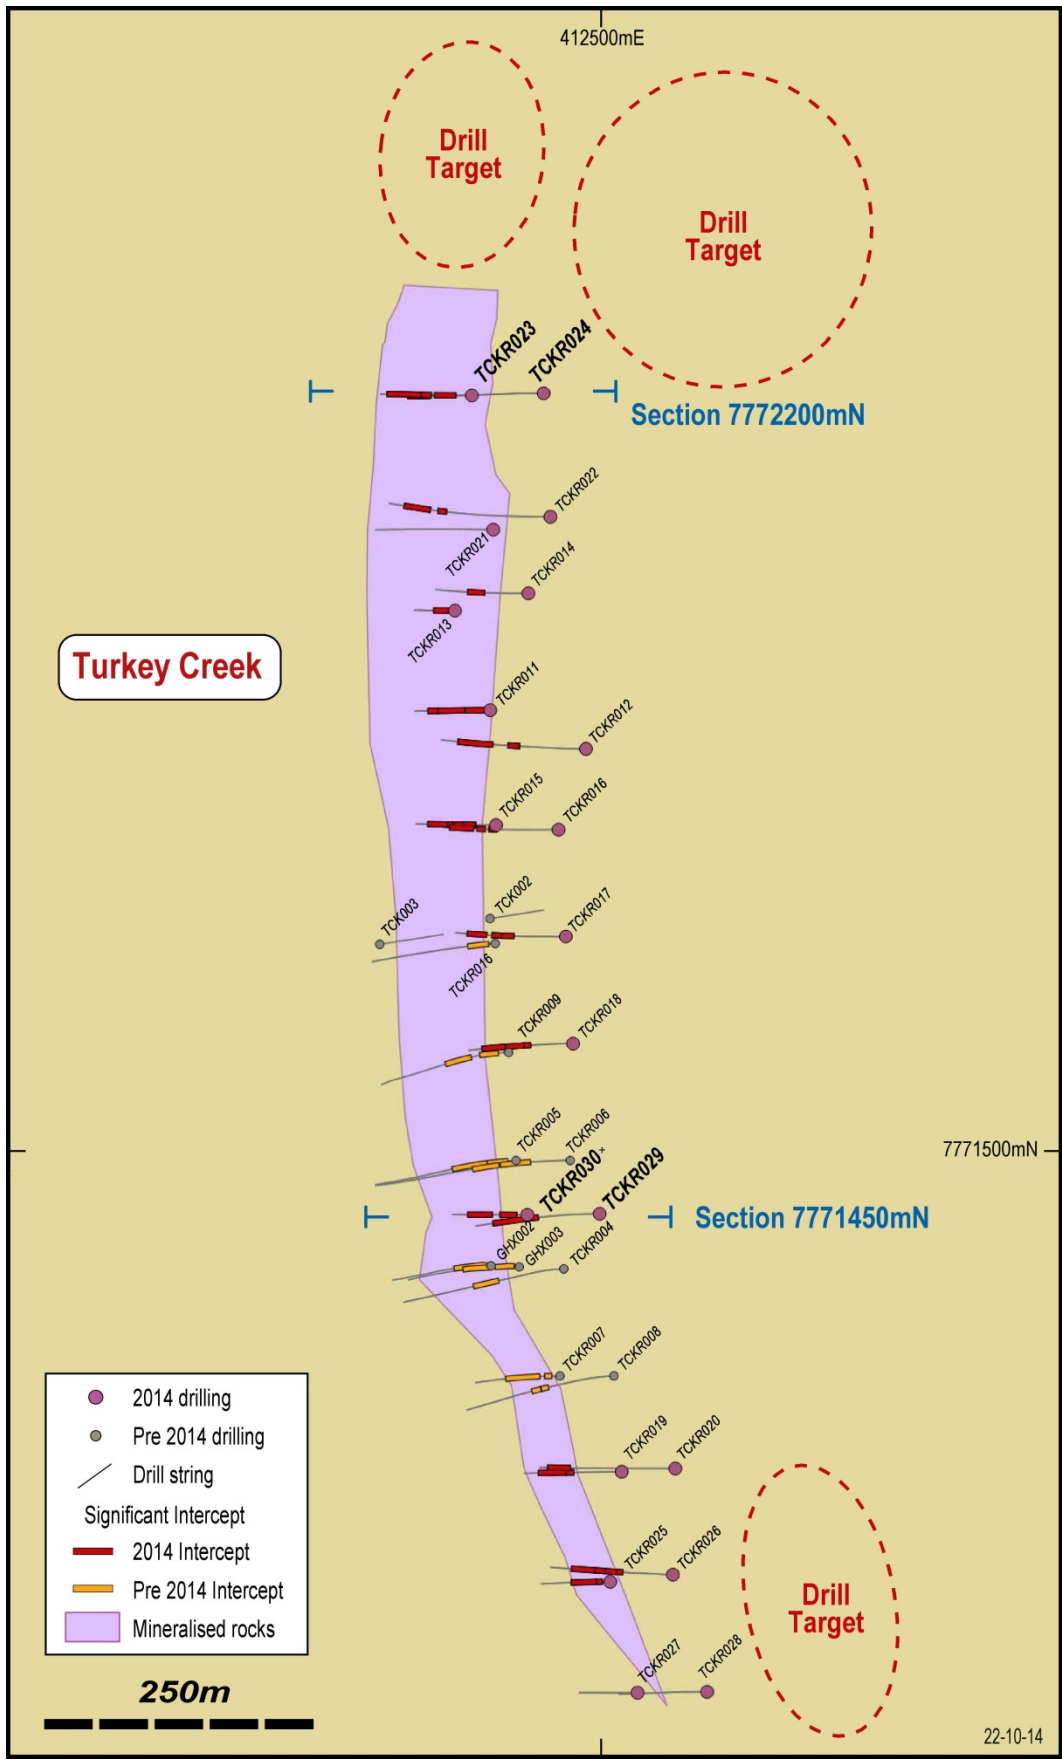 412500mE
Drill
Target
Drill
Target
TCKR023
TCKR024
Section 7772200mN
TCKR022
TCKR021
TCKR014
TCKR013
Turkey Creek
TCKR011
TCKR012
TCKR015
TCKR016
TCK002
TCK003
TCKR017
TCKR016
TCKR009
TCKR018
TCKR005
TCKR006
7771500mN
TCKR030×
TCKR029
Section 7771450mN
GHX002
GHX003
TCKR004
TCKR007
TCKR008
2014 drilling
Pre 2014 drilling
Drill string
Significant Intercept
2014 Intercept
Pre 2014 Intercept
Mineralised rocks
TCKR019
TCKR020
TCKR025
TCKR026
Drill
Target
TCKR027
TCKR028
250m
22-10-14